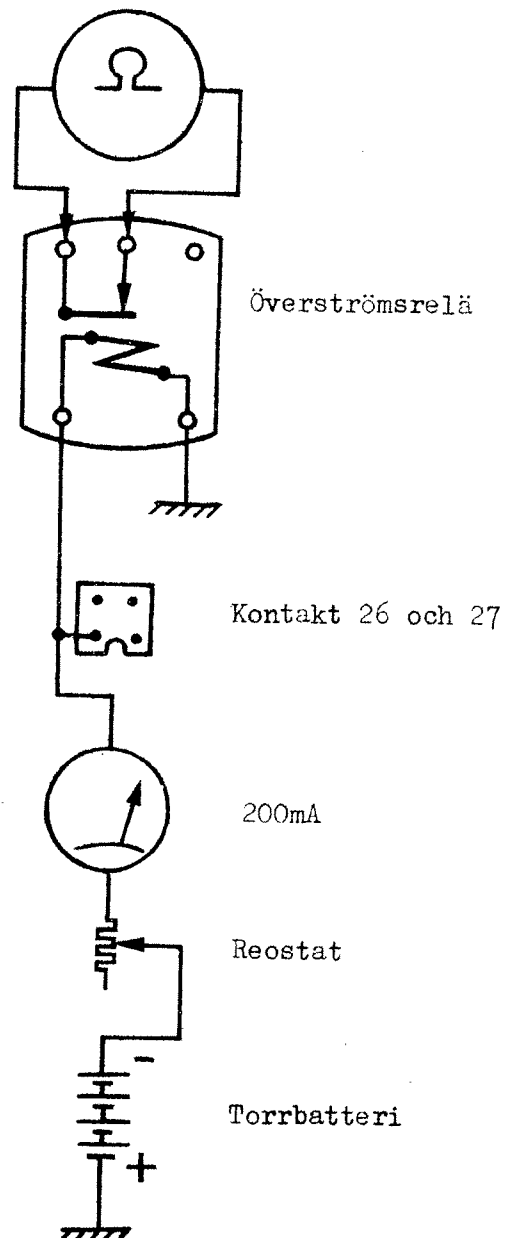 Ω
Överströmsrelä
Kontakt 26 och 27
200mA
Reostat
-
Torrbatteri
+